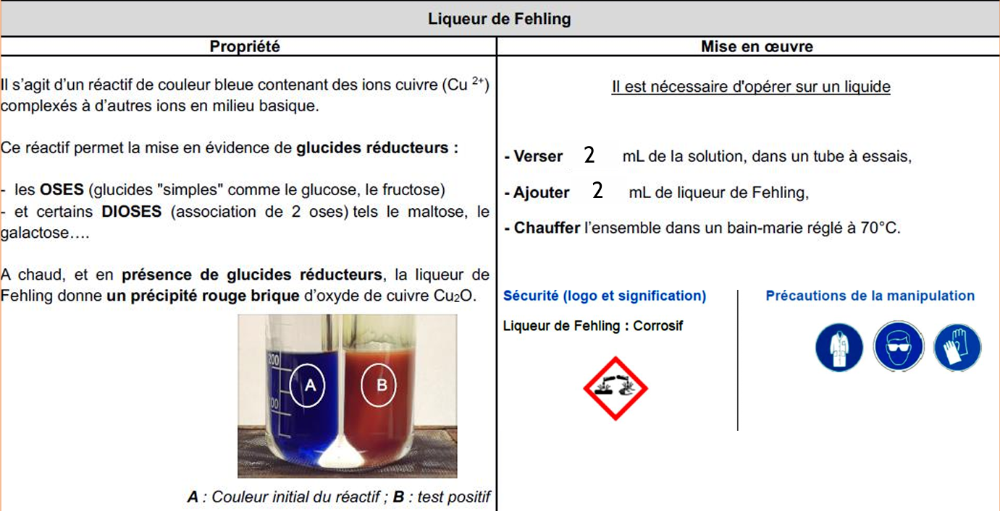 Liqueur de Fehling
Propriété
Il s'agit d'un réactif de couleur bleue contenant des ions cuivre (Cu 2+)
complexés à d'autres ions en milieu basique.
Ce réactif permet la mise en évidence de glucides réducteurs :
- les OSES (glucides "simples" comme le glucose, le fructose)
- et certains DIOSES (association de 2 oses) tels le maltose, le
galactose….
A chaud, et en présence de glucides réducteurs, la liqueur de
Fehling donne un précipité rouge brique d'oxyde de cuivre Cu₂O.
200
A
B
00
A : Couleur initial du réactif ; B : test positif
Mise en œuvre
Il est nécessaire d'opérer sur un liquide
- Verser 2 mL de la solution, dans un tube à essais,
- Ajouter 2 mL de liqueur de Fehling,
- Chauffer l'ensemble dans un bain-marie réglé à 70°C.
Sécurité (logo et signification)
Liqueur de Fehling : Corrosif
Précautions de la manipulation